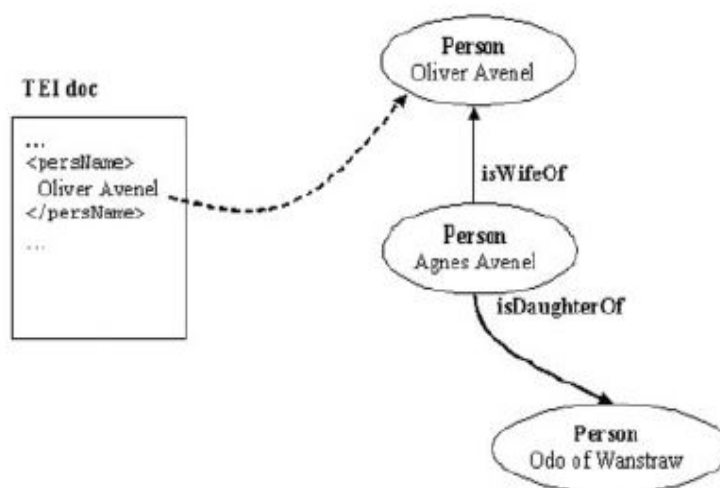 Person
Oliver Avenel
TEI doc
...
<persName>
Oliver Avenel
</persName>
...
isWifeOf
Person
Agnes Avenel
isDaughterOf
Person
Odo of Wanstraw